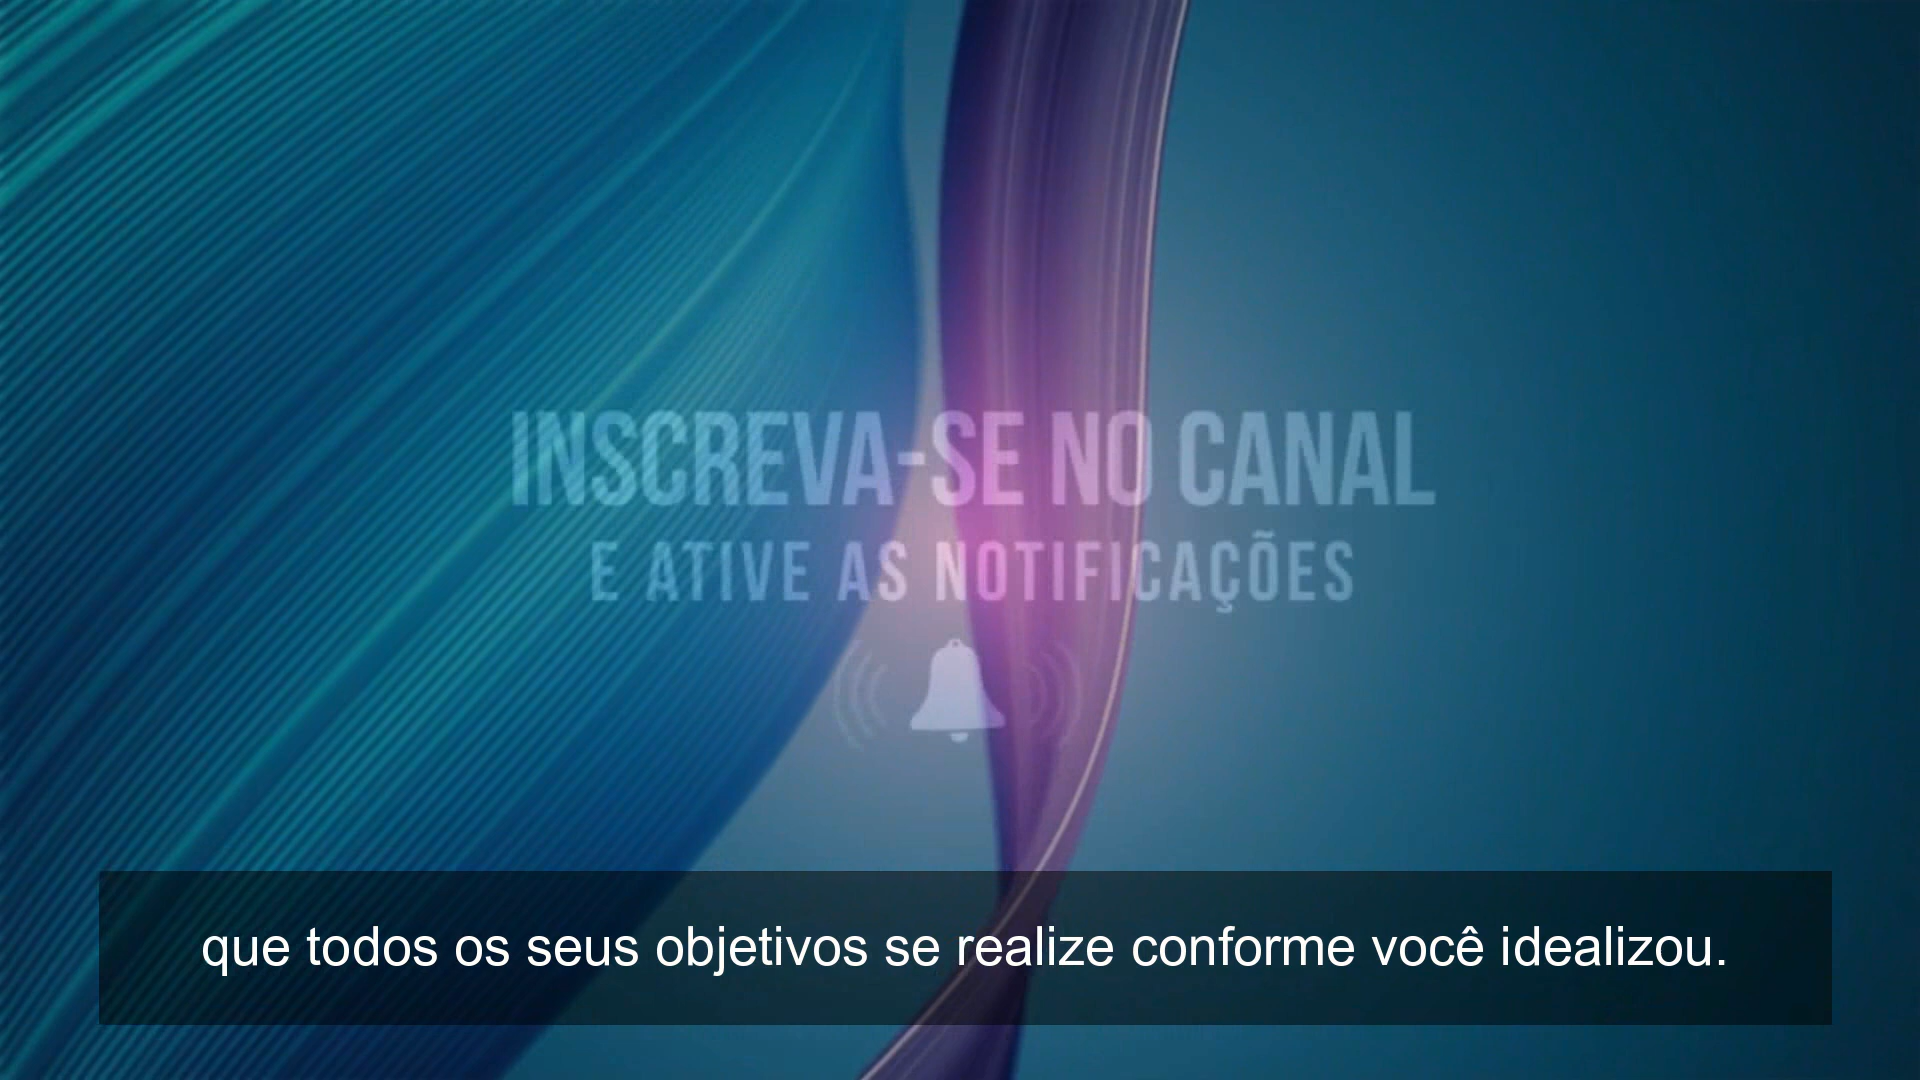 INSCREVA-SE NO CANAL
E ATIVE AS NOTIFICAÇÕES
que todos os seus objetivos se realize conforme você idealizou.